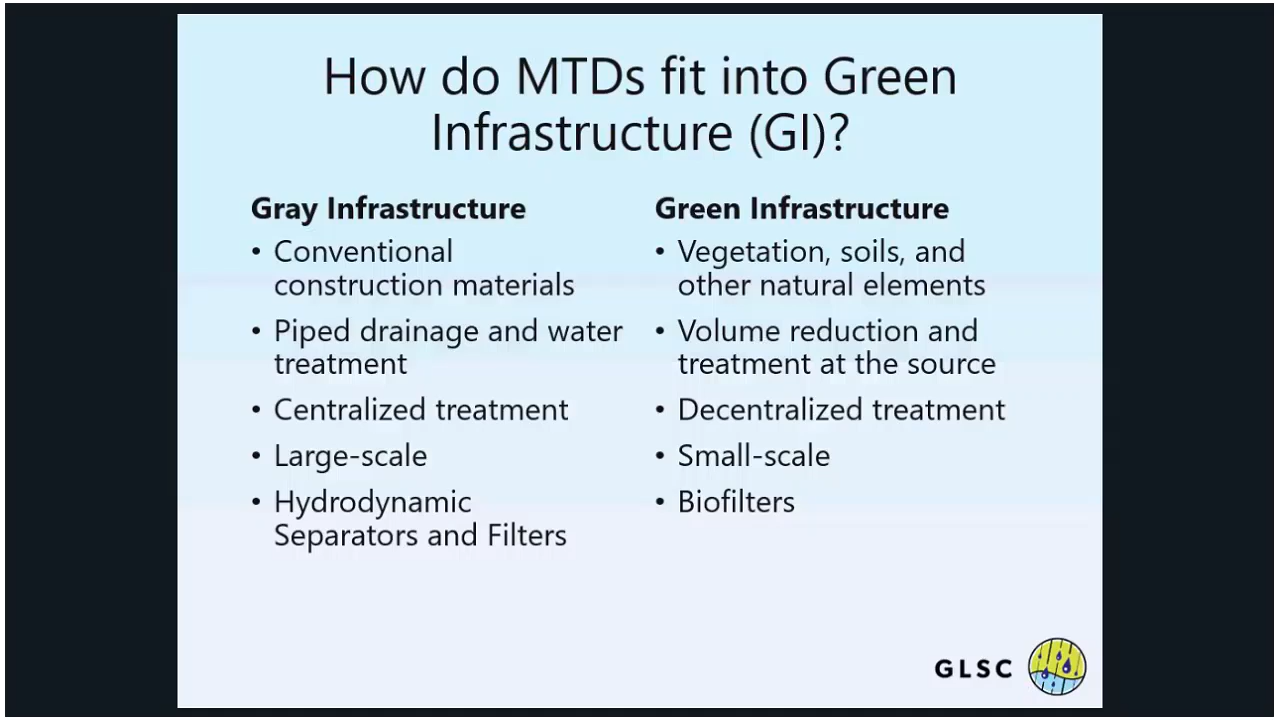 How do MTDs fit into Green
Infrastructure (GI)?
Gray Infrastructure
• Conventional
construction materials
• Piped drainage and water
treatment
• Centralized treatment
• Large-scale
• Hydrodynamic
Separators and Filters
Green Infrastructure
• Vegetation, soils, and
other natural elements
• Volume reduction and
treatment at the source
• Decentralized treatment
• Small-scale
• Biofilters
GLSC